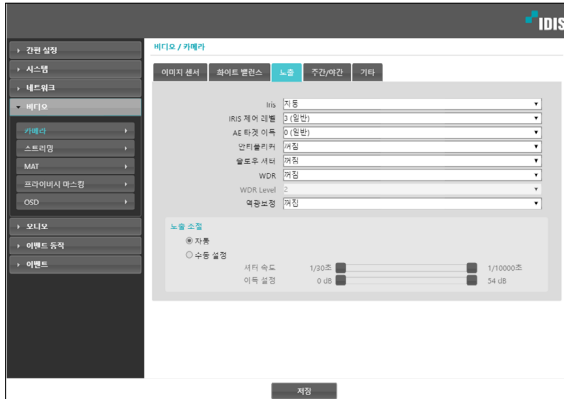 IDIS
간편 설정
시스템
네트워크
비디오
카메라
스트리밍
MAT
프라이버시 마스킹
OSD
오디오
이벤트 동작
이벤트
비디오 / 카메라
이미지 센서 화이트 밸런스 노출 주간/야간 기타
Iris 자동
IRIS 제어 레벨 3 (일반)
AE 타겟 이득 0 (일반)
안티플리커 꺼짐
슬로우 셔터 꺼짐
WDR 꺼짐
WDR Level 2
역광보정 꺼짐
노출 조절
자동
수동 설정
셔터 속도 1/30초 1/10000초
이득 설정 0 dB 54 dB
저장